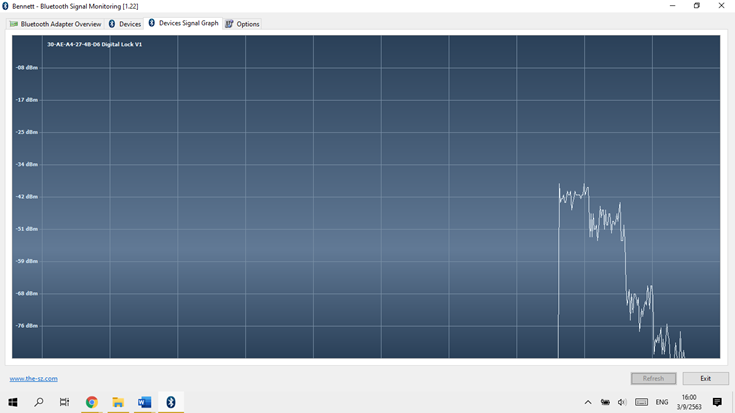 Bennett - Bluetooth Signal Monitoring [1.22]
Bluetooth Adapter Overview Devices Devices Signal Graph Options
30-AE-A4-27-4B-D6 Digital Lock V1
-08 dBm
-17 dBm
-25 dBm
-34 dBm
-42 dBm
-51 dBm
-59 dBm
-68 dBm
-76 dBm
www.the-sz.com
Refresh Exit
ENG
16:00
3/9/2563